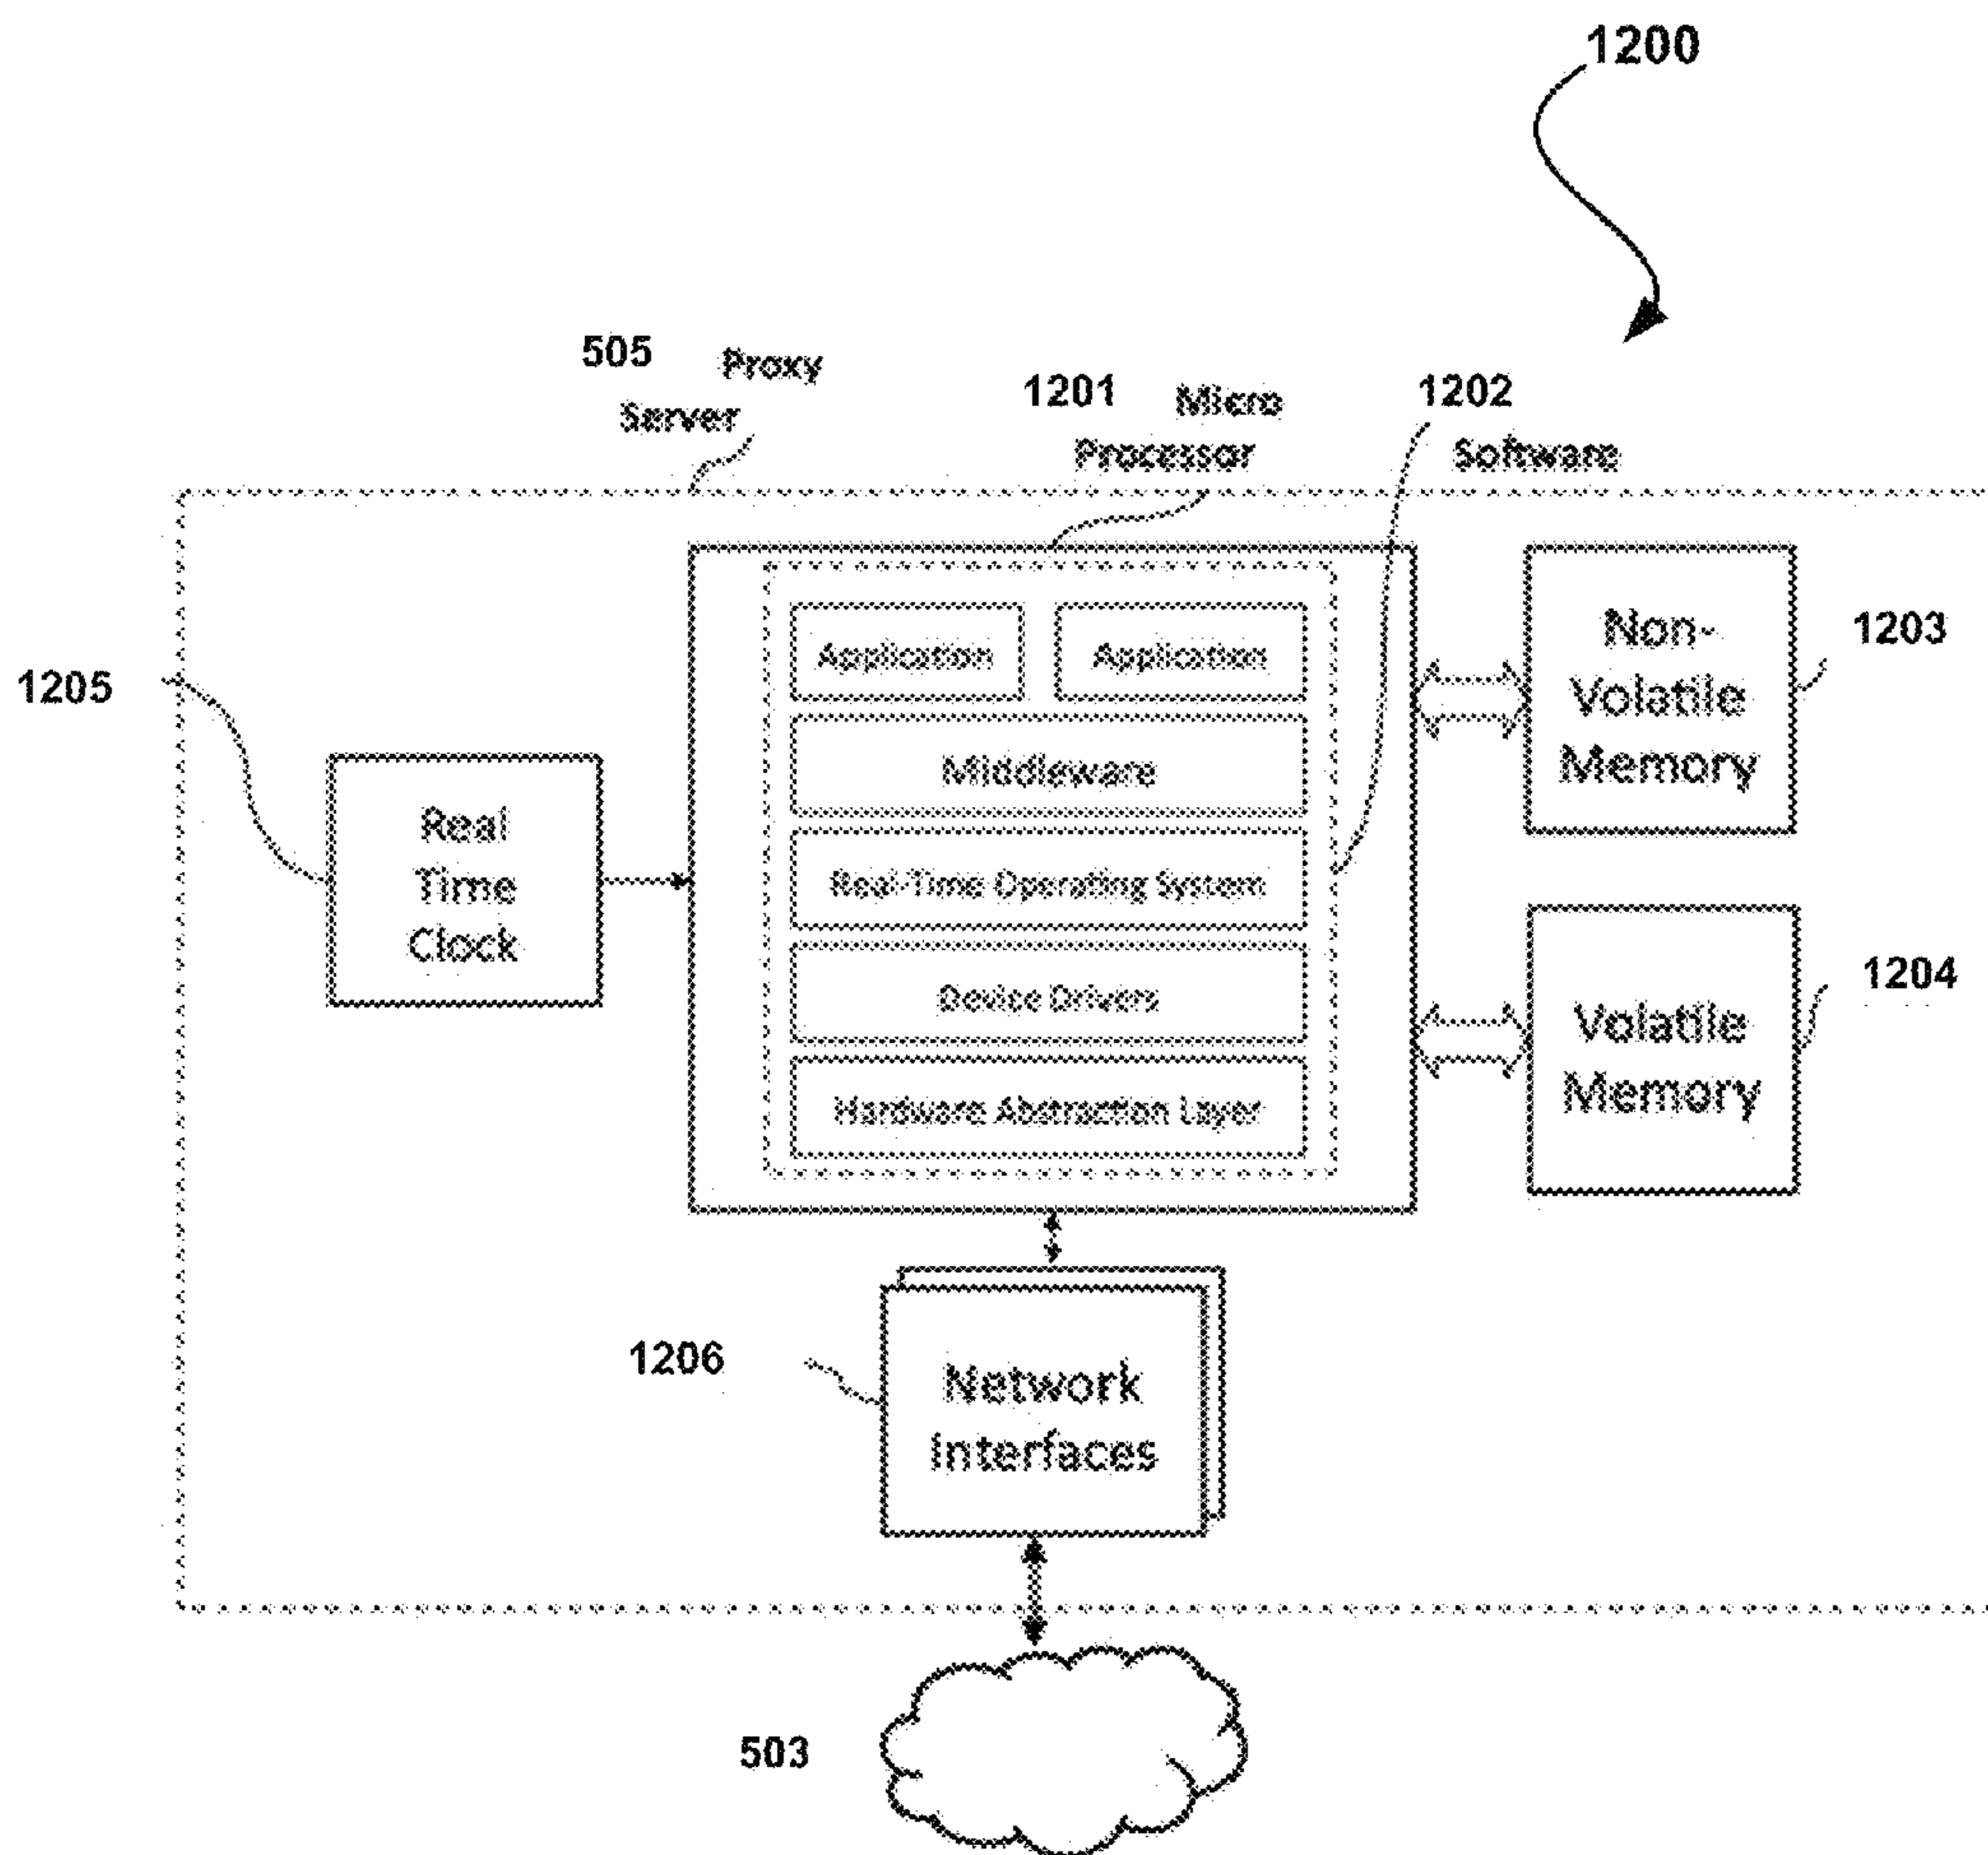 1200
505 Proxy
Server
1201 Micro
Processor
1202
Software
Application
Application
Middleware
Real-Time Operating System
Device Drivers
Hardware Abstraction Layer
Non-
Volatile
Memory
1203
1205
Real
Time
Clock
Volatile
Memory
1204
1206
Network
Interfaces
503